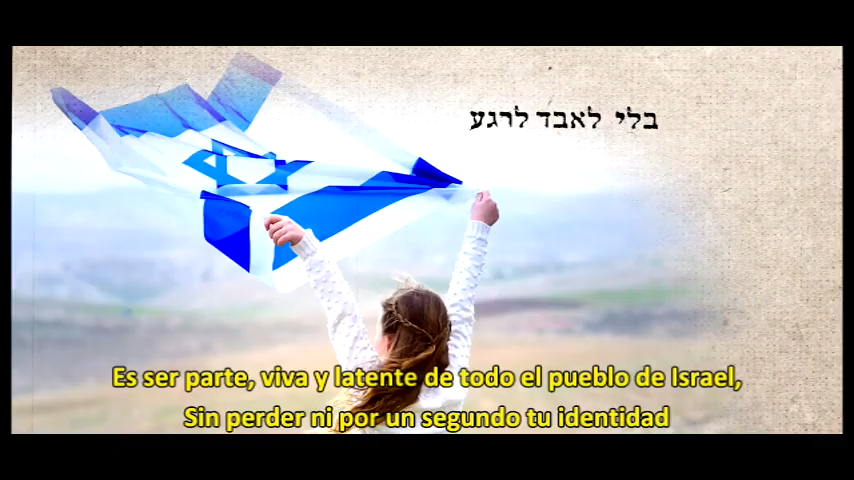 בלי לאבד לרגע
Es ser parte, viva y latente de todo el pueblo de Israel,
Sin perder ni por un segundo tu identidad